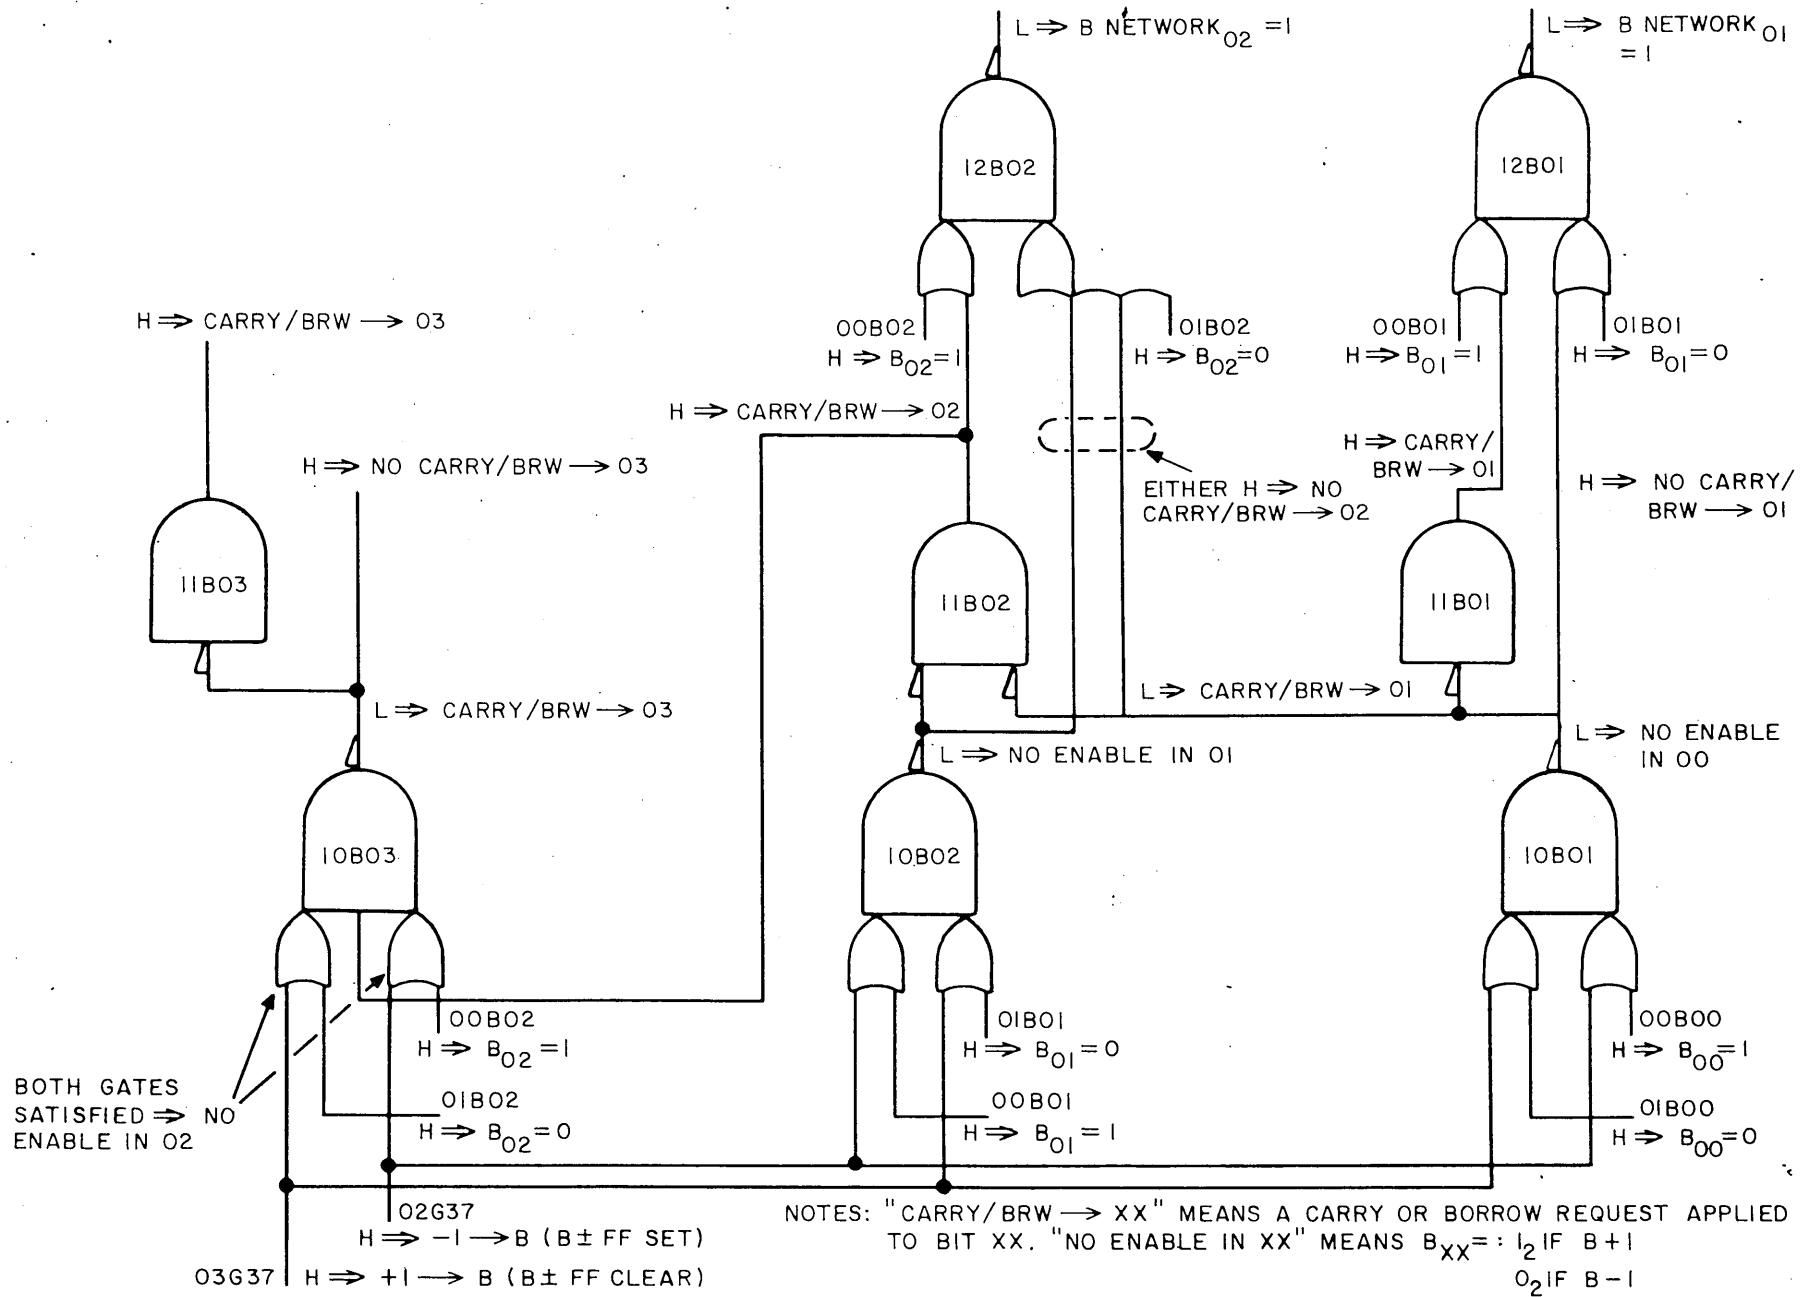 L ⇒ B NETWORK02 = 1
L ⇒ B NETWORK01
= 1
12B02
12B01
H ⇒ CARRY/BRW → 03
00B02
H ⇒ B02 = 1
01B02
H ⇒ B02 = 0
00B01
H ⇒ B01 = 1
01B01
H ⇒ B01 = 0
H ⇒ CARRY/BRW → 02
H ⇒ NO CARRY/BRW → 03
H ⇒ CARRY/
BRW → 01
EITHER H ⇒ NO
CARRY/BRW → 02
H ⇒ NO CARRY/
BRW → 01
11B03
11B02
11B01
L ⇒ CARRY/BRW → 03
L ⇒ CARRY/BRW → 01
L ⇒ NO ENABLE IN 01
L ⇒ NO ENABLE
IN 00
10B03
10B02
10B01
00B02
H ⇒ B02 = 1
01B01
H ⇒ B01 = 0
00B00
H ⇒ B00 = 1
BOTH GATES
SATISFIED ⇒ NO
ENABLE IN 02
01B02
H ⇒ B02 = 0
00B01
H ⇒ B01 = 1
01B00
H ⇒ B00 = 0
02G37
H ⇒ -1 → B (B± FF SET)
03G37 H ⇒ +1 → B (B± FF CLEAR)
NOTES: "CARRY/BRW → XX" MEANS A CARRY OR BORROW REQUEST APPLIED
TO BIT XX. "NO ENABLE IN XX" MEANS BXX = : 12 IF B+1
02 IF B-1